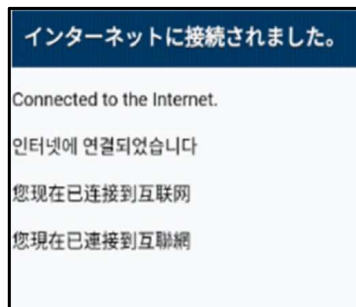 インターネットに接続されました。
Connected to the Internet.
인터넷에 연결되었습니다
您现在已连接到互联网
您現在已連接到互聯網